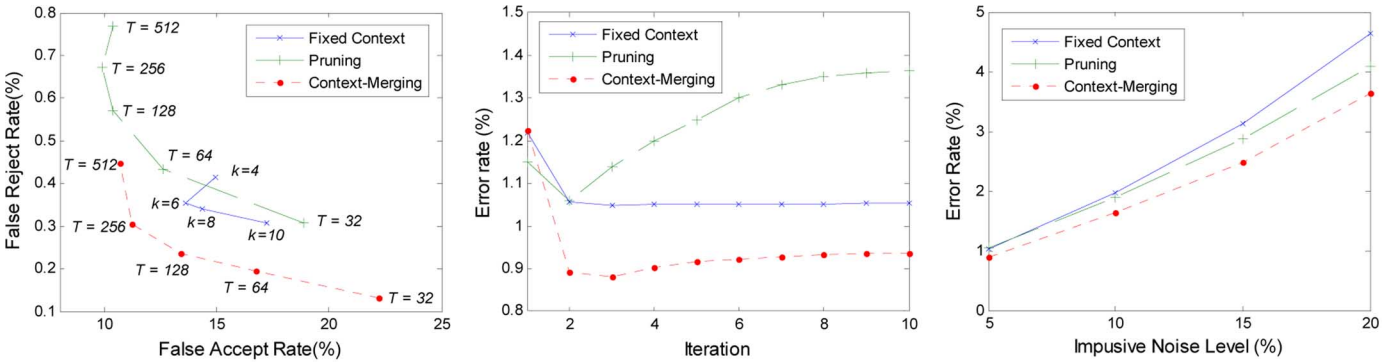 0.8
0.7
0.6
0.5
0.4
0.3
0.2
0.1
10
15
20
25
False Reject Rate(%)
False Accept Rate(%)
Fixed Context
Pruning
Context-Merging
T = 512
T = 256
T = 128
T = 64
k=4
T = 512
k=6
k=8
k=10
T = 32
T = 256
T = 128
T = 64
T = 32
1.5
1.4
1.3
1.2
1.1
1
0.9
0.8
2
4
6
8
10
Error rate (%)
Iteration
Fixed Context
Pruning
Context-Merging
5
4
3
2
1
0
5
10
15
20
Error Rate (%)
Impusive Noise Level (%)
Fixed Context
Pruning
Context-Merging